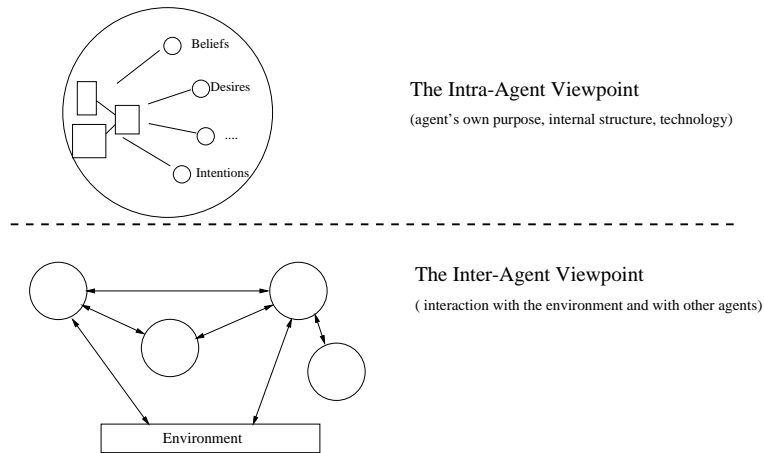 Beliefs
Desires
....
Intentions
The Intra-Agent Viewpoint
(agent's own purpose, internal structure, technology)
The Inter-Agent Viewpoint
( interaction with the environment and with other agents)
Environment